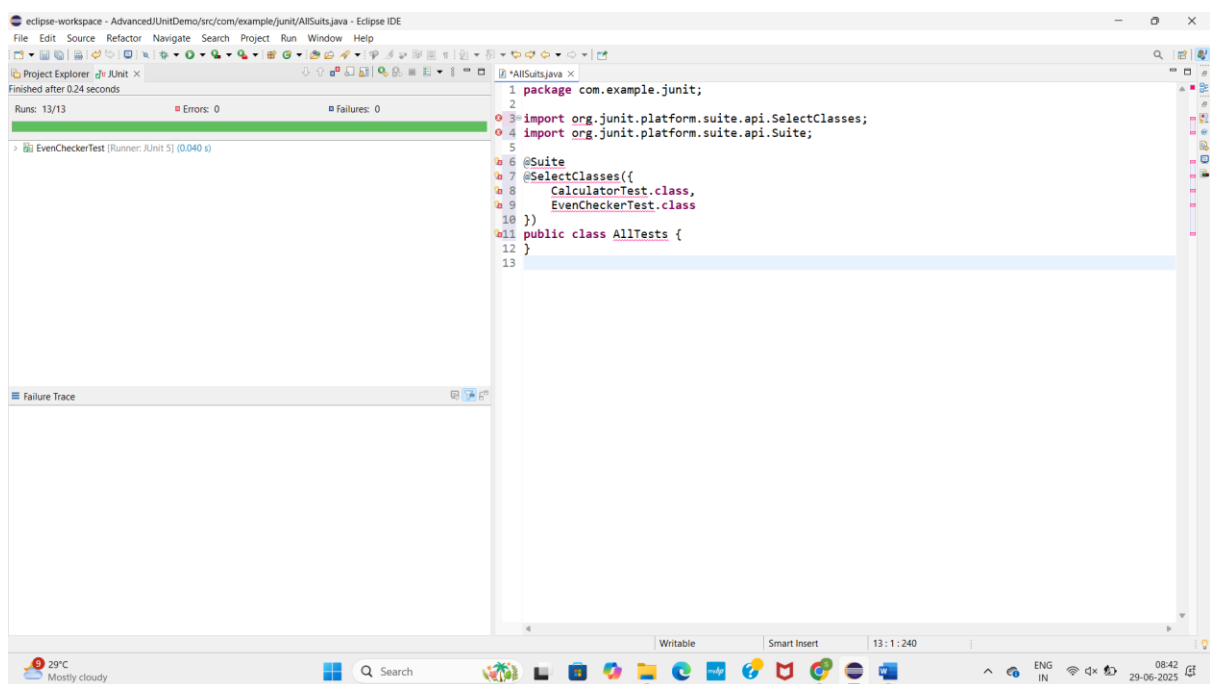 eclipse-workspace - AdvancedJUnitDemo/src/com/example/junit/AllSuits.java - Eclipse IDE
File Edit Source Refactor Navigate Search Project Run Window Help
Project Explorer JUnit
Finished after 0.24 seconds
Runs: 13/13 Errors: 0 Failures: 0
EvenCheckerTest [Runner: JUnit 5] (0.040 s)
Failure Trace
*AllSuits.java
1 package com.example.junit;
2
3 import org.junit.platform.suite.api.SelectClasses;
4 import org.junit.platform.suite.api.Suite;
5
6 @Suite
7 @SelectClasses({
8 CalculatorTest.class,
9 EvenCheckerTest.class
10 })
11 public class AllTests {
12 }
13
Writable Smart Insert 13 : 1 : 240
9 29°C
Mostly cloudy
Search
ENG
IN
08:42
29-06-2025